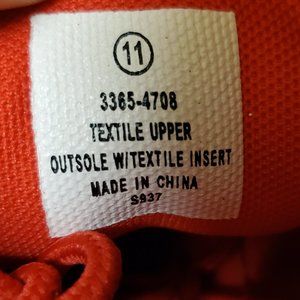 11
3365-4708
TEXTILE UPPER
OUTSOLE W/TEXTILE INSERT
MADE IN CHINA
S937